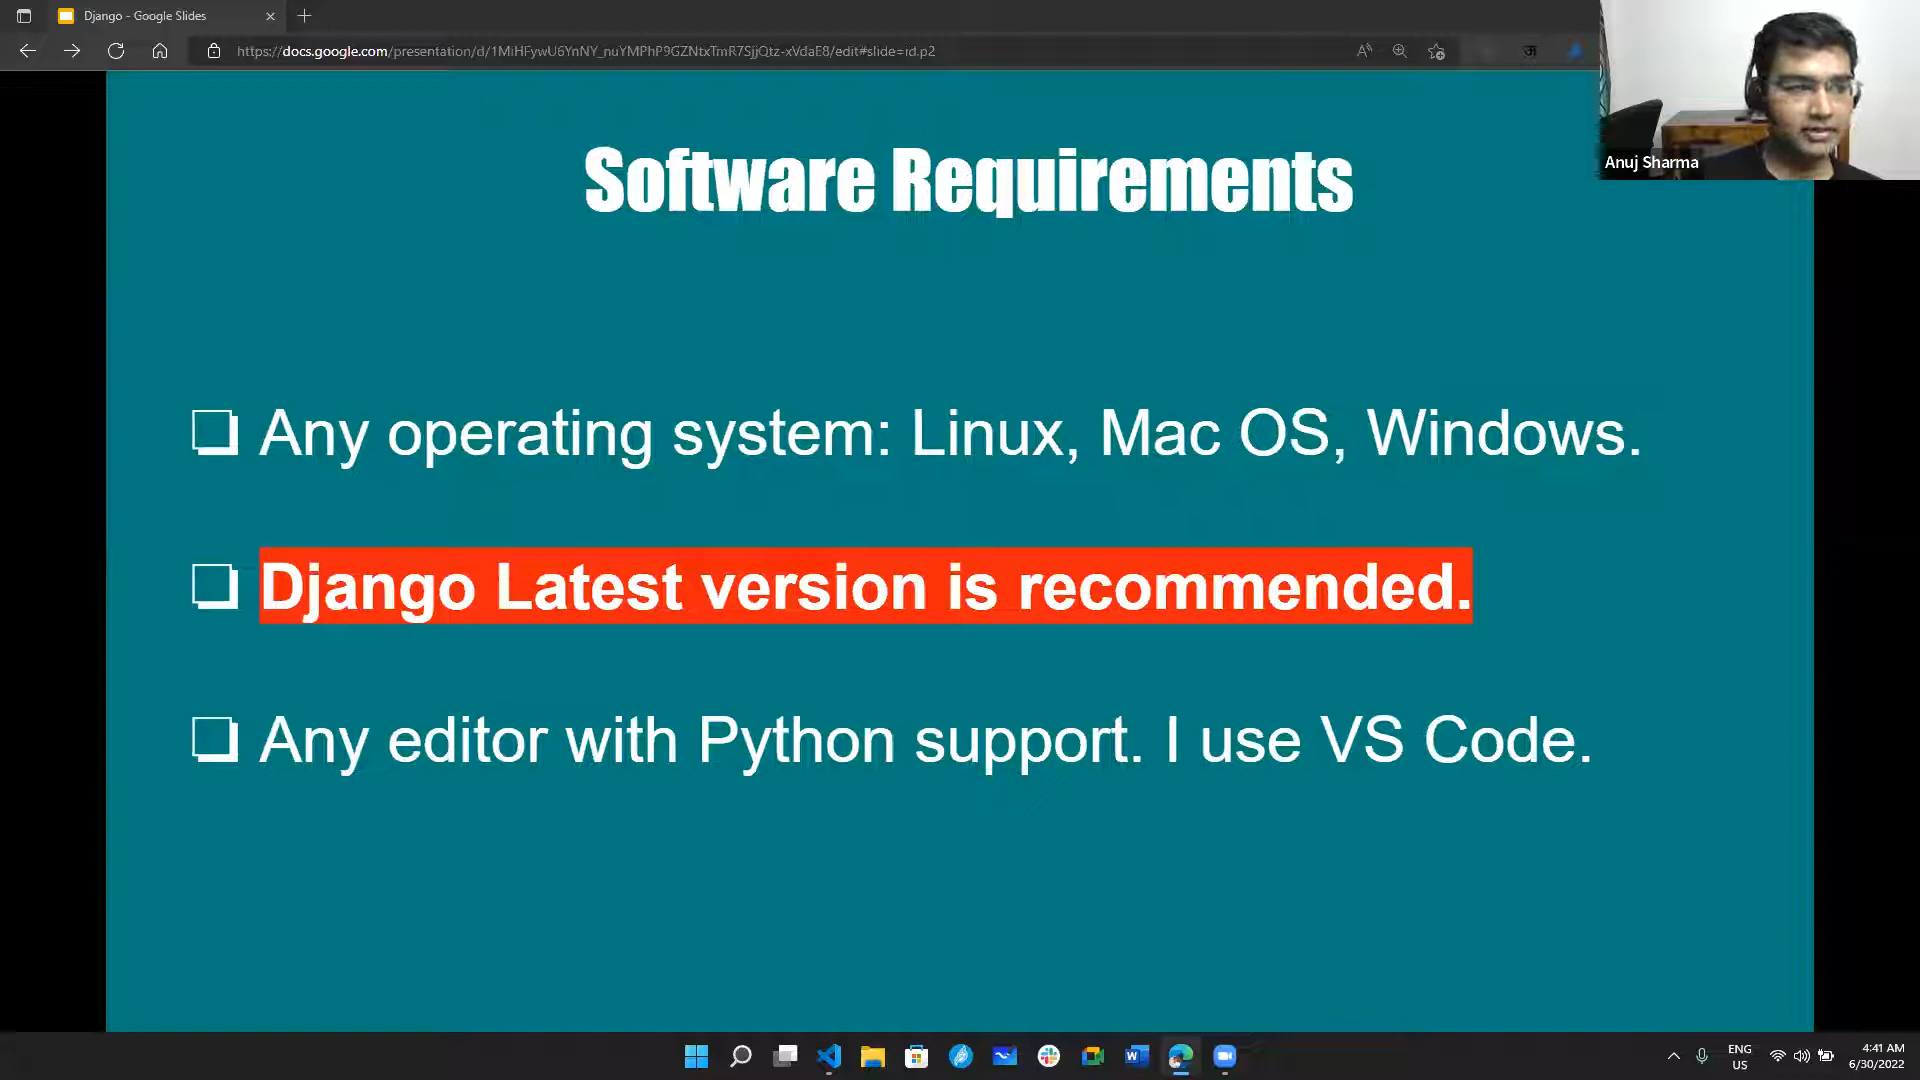 Django - Google Slides
https://docs.google.com/presentation/d/1MiHFywU6YnNY_nuYMPhP9GZNtxTmR7SjjQtz-xVdaE8/edit#slide=id.p2
Anuj Sharma
Software Requirements
Any operating system: Linux, Mac OS, Windows.
Django Latest version is recommended.
Any editor with Python support. I use VS Code.
ENG
US
4:41 AM
6/30/2022